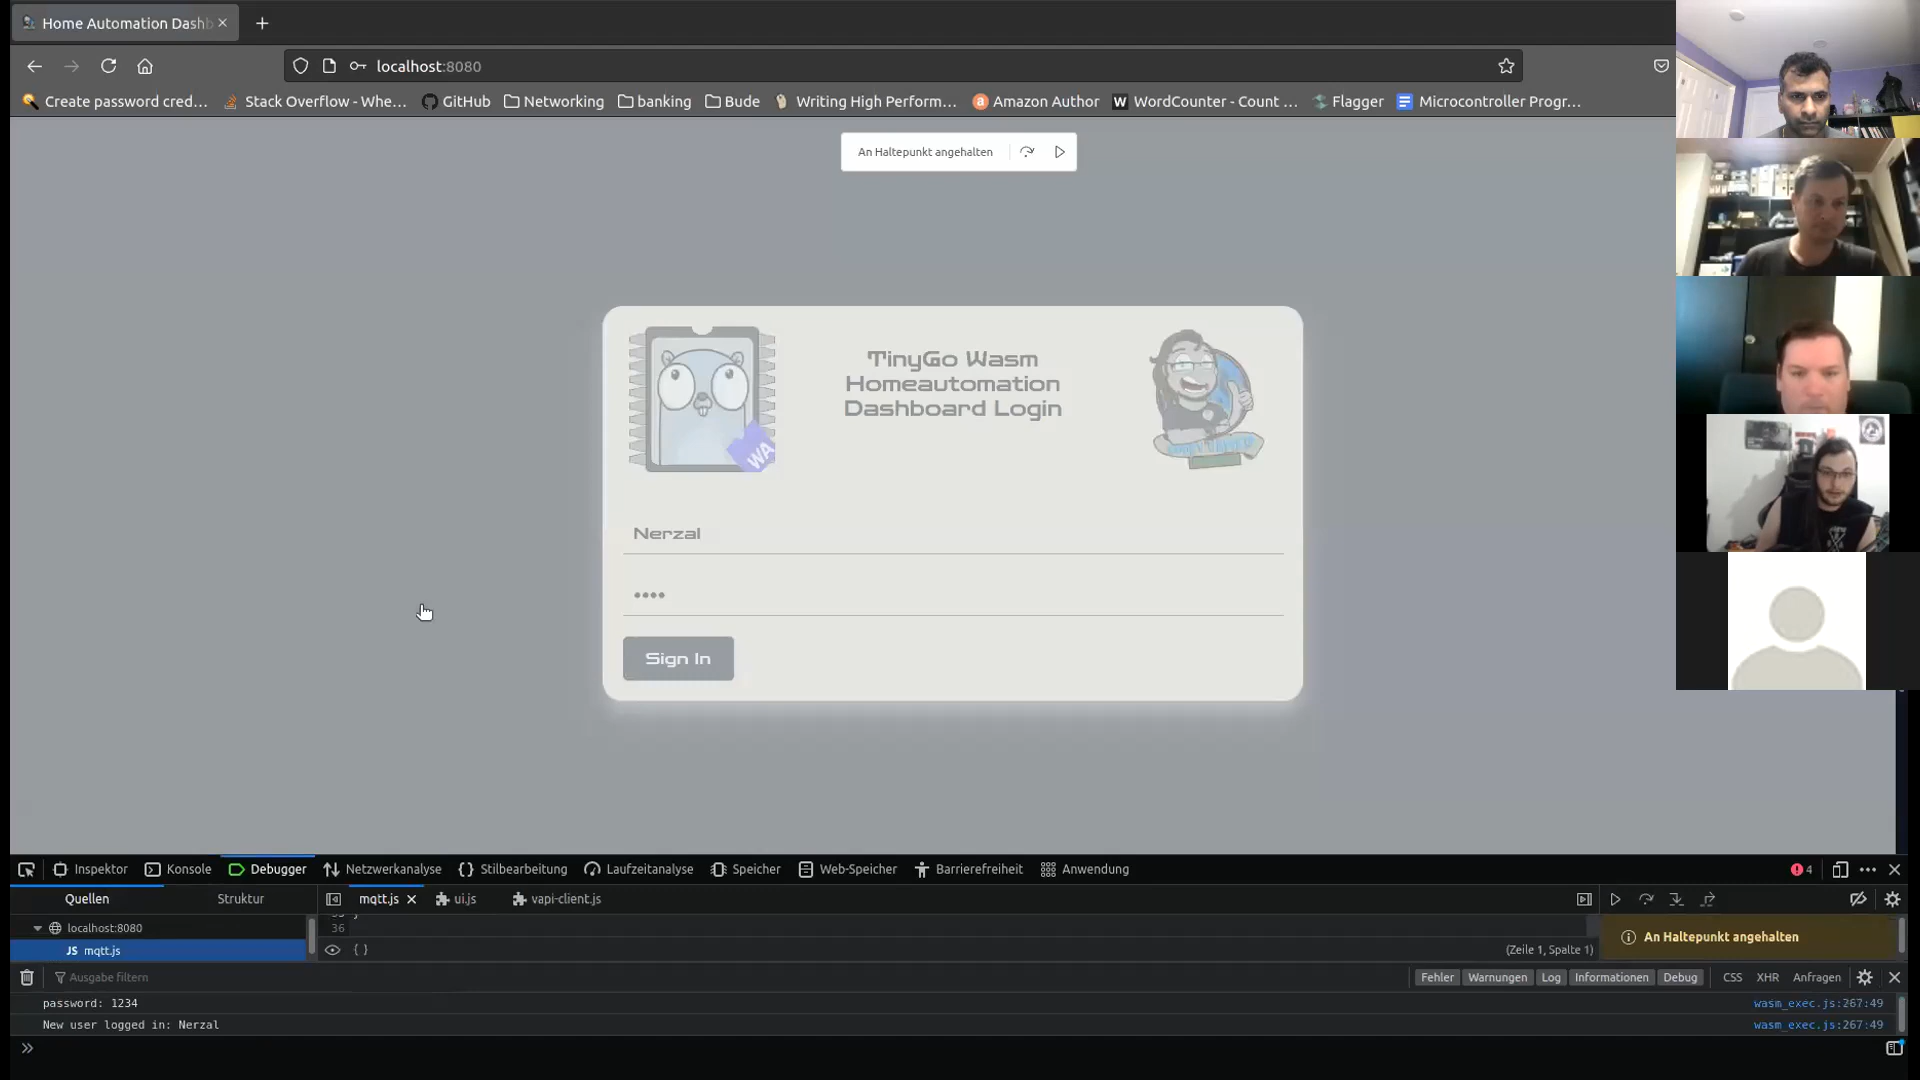 Home Automation Dashb
localhost:8080
Create password cred…
Stack Overflow - Whe…
GitHub
Networking
banking
Bude
Writing High Perform…
Amazon Author
WordCounter - Count …
Flagger
Microcontroller Progr…
An Haltepunkt angehalten
TinyGo Wasm
Homeautomation
Dashboard Login
WA
Nerzal
Sign In
Inspektor
Konsole
Debugger
Netzwerkanalyse
Stilbearbeitung
Laufzeitanalyse
Speicher
Web-Speicher
Barrierefreiheit
Anwendung
4
Quellen
Struktur
mqtt.js
ui.js
vapi-client.js
localhost:8080
36
An Haltepunkt angehalten
JS mqtt.js
{ }
(Zeile 1, Spalte 1)
Ausgabe filtern
Fehler
Warnungen
Log
Informationen
Debug
CSS
XHR
Anfragen
password: 1234
wasm_exec.js:267:49
New user logged in: Nerzal
wasm_exec.js:267:49